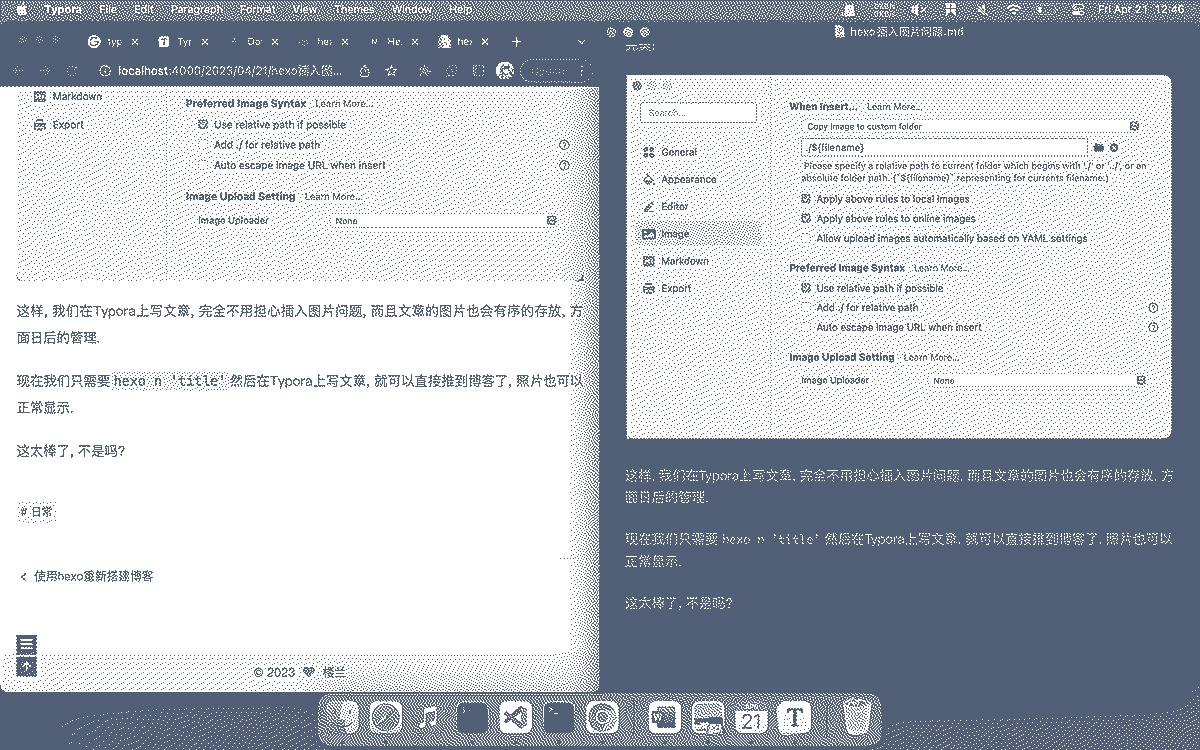 Typora File Edit Paragraph Format View Themes Window Help
Fri Apr 21 12:46
typ
Tyr
Do
he
He
he
localhost:4000/2023/04/21/hexo插入图...
Markdown
Export
Preferred Image Syntax Learn More...
Use relative path if possible
Add ./ for relative path
Auto escape image URL when insert
Image Upload Setting Learn More...
Image Uploader None
这样, 我们在Typora上写文章, 完全不用担心插入图片问题, 而且文章的图片也会有序的存放, 方
面日后的管理.
现在我们只需要 hexo n 'title' 然后在Typora上写文章, 就可以直接推到博客了, 照片也可以
正常显示.
这太棒了, 不是吗?
# 日常
使用hexo重新搭建博客
© 2023 楼兰
hexo插入图片问题.md
Search...
General
Appearance
Editor
Image
Markdown
Export
When Insert... Learn More...
Copy image to custom folder
./${filename}
Please specify a relative path to current folder which begins with './' or '../', or an
absolute folder path. (`${filename}` representing for currents filename.)
Apply above rules to local images
Apply above rules to online images
Allow upload images automatically based on YAML settings
Preferred Image Syntax Learn More...
Use relative path if possible
Add ./ for relative path
Auto escape image URL when insert
Image Upload Setting Learn More...
Image Uploader None
这样, 我们在Typora上写文章, 完全不用担心插入图片问题, 而且文章的图片也会有序的存放, 方
面日后的管理.
现在我们只需要 hexo n 'title' 然后在Typora上写文章, 就可以直接推到博客了, 照片也可以
正常显示.
这太棒了, 不是吗?
21
T